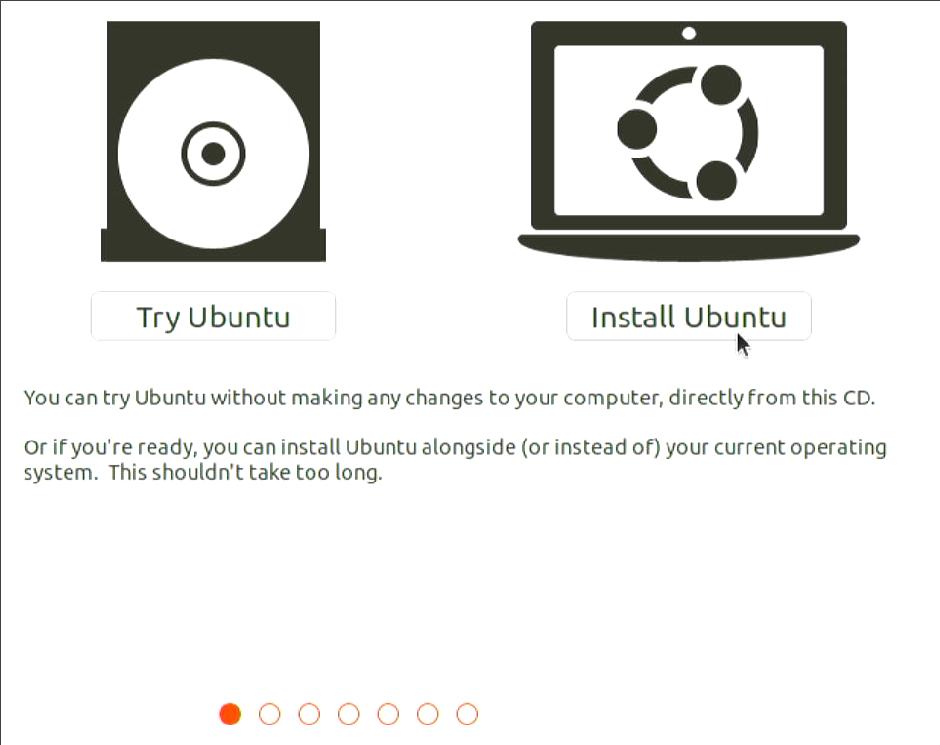 Try Ubuntu
Install Ubuntu
You can try Ubuntu without making any changes to your computer, directly from this CD.
Or if you're ready, you can install Ubuntu alongside (or instead of) your current operating
system.  This shouldn't take too long.